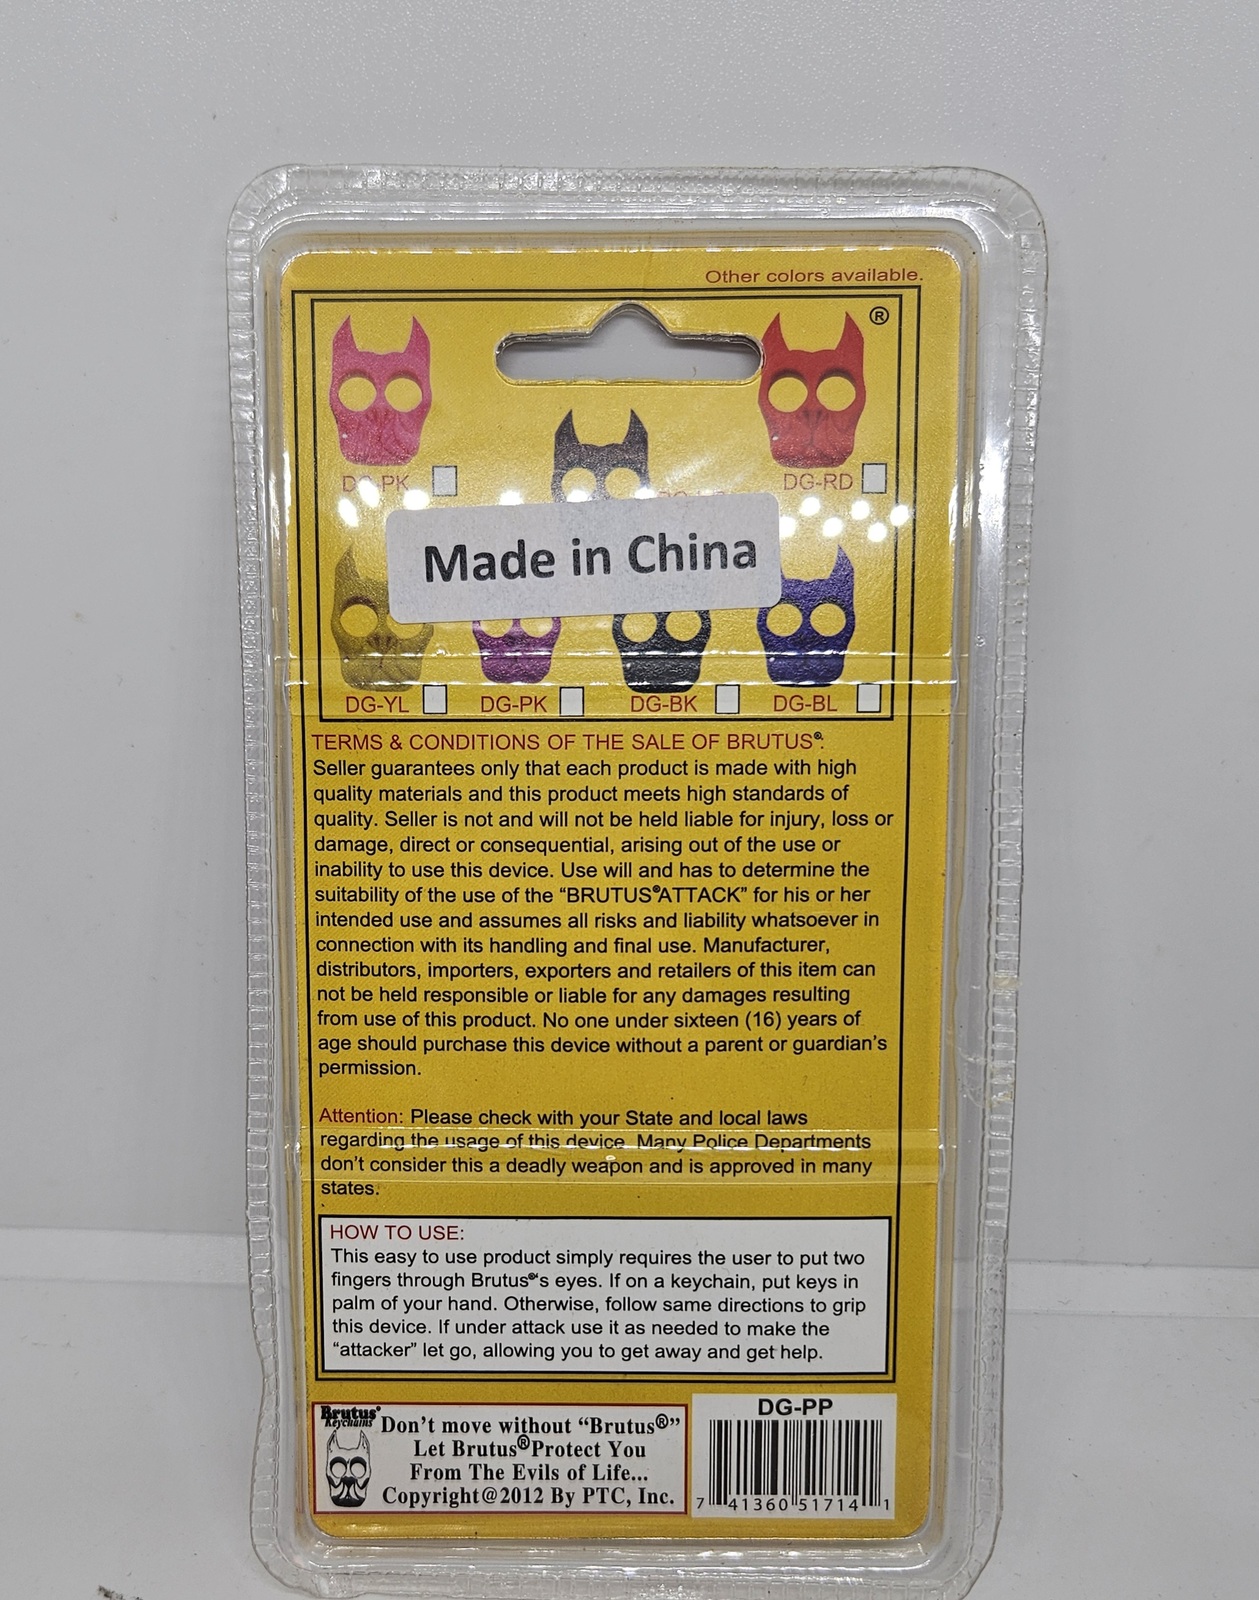 Other colors available.
®
DG-PK
DG-RD
Made in China
DG-YL
DG-PK
DG-BK
DG-BL
TERMS & CONDITIONS OF THE SALE OF BRUTUS®:
Seller guarantees only that each product is made with high
quality materials and this product meets high standards of
quality. Seller is not and will not be held liable for injury, loss or
damage, direct or consequential, arising out of the use or
inability to use this device. Use will and has to determine the
suitability of the use of the “BRUTUS®ATTACK” for his or her
intended use and assumes all risks and liability whatsoever in
connection with its handling and final use. Manufacturer,
distributors, importers, exporters and retailers of this item can
not be held responsible or liable for any damages resulting
from use of this product. No one under sixteen (16) years of
age should purchase this device without a parent or guardian’s
permission.
Attention: Please check with your State and local laws
regarding the usage of this device. Many Police Departments
don’t consider this a deadly weapon and is approved in many
states.
HOW TO USE:
This easy to use product simply requires the user to put two
fingers through Brutus®‘s eyes. If on a keychain, put keys in
palm of your hand. Otherwise, follow same directions to grip
this device. If under attack use it as needed to make the
“attacker” let go, allowing you to get away and get help.
Brutus®
Keychains
Don’t move without “Brutus®”
Let Brutus®Protect You
From The Evils of Life...
Copyright@2012 By PTC, Inc.
DG-PP
7 41360 51714 1